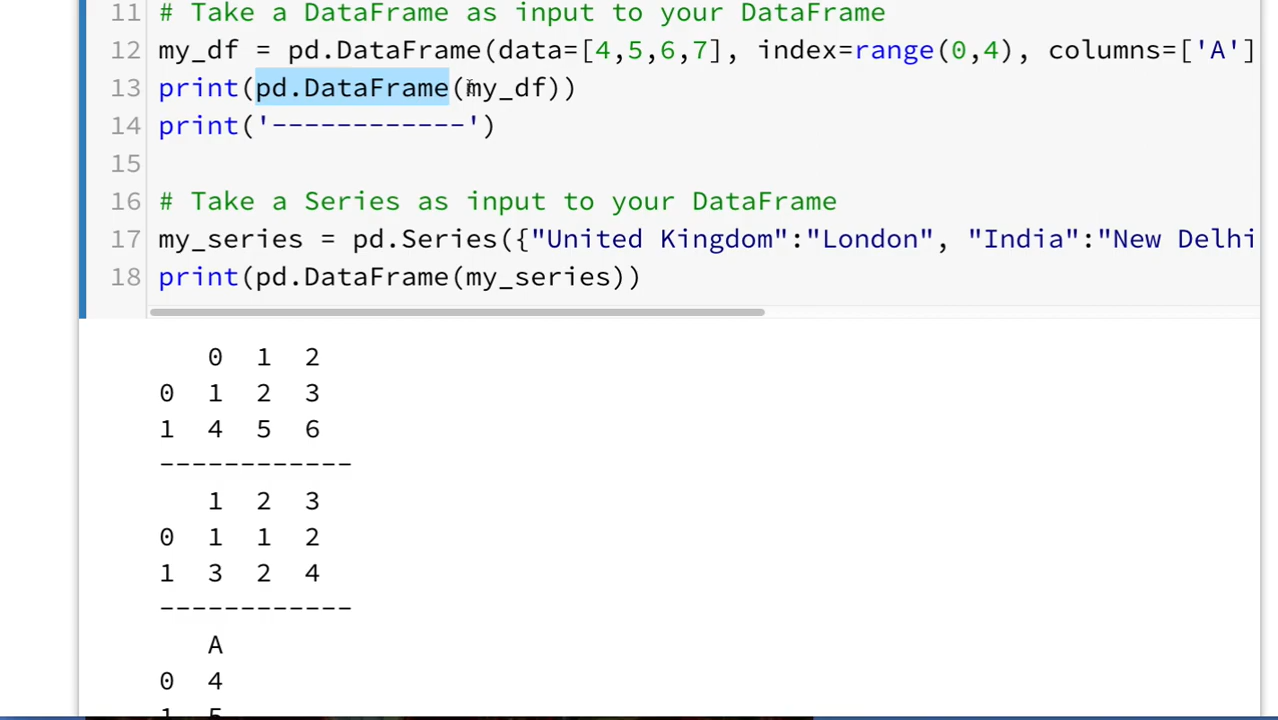 11 # Take a DataFrame as input to your DataFrame
12 my_df = pd.DataFrame(data=[4,5,6,7], index=range(0,4), columns=['A']
13 print(pd.DataFrame(my_df))
14 print('------------')
15
16 # Take a Series as input to your DataFrame
17 my_series = pd.Series({"United Kingdom":"London", "India":"New Delhi
18 print(pd.DataFrame(my_series))
0 1 2
0 1 2 3
1 4 5 6
------------
1 2 3
0 1 1 2
1 3 2 4
------------
A
0 4
1 5